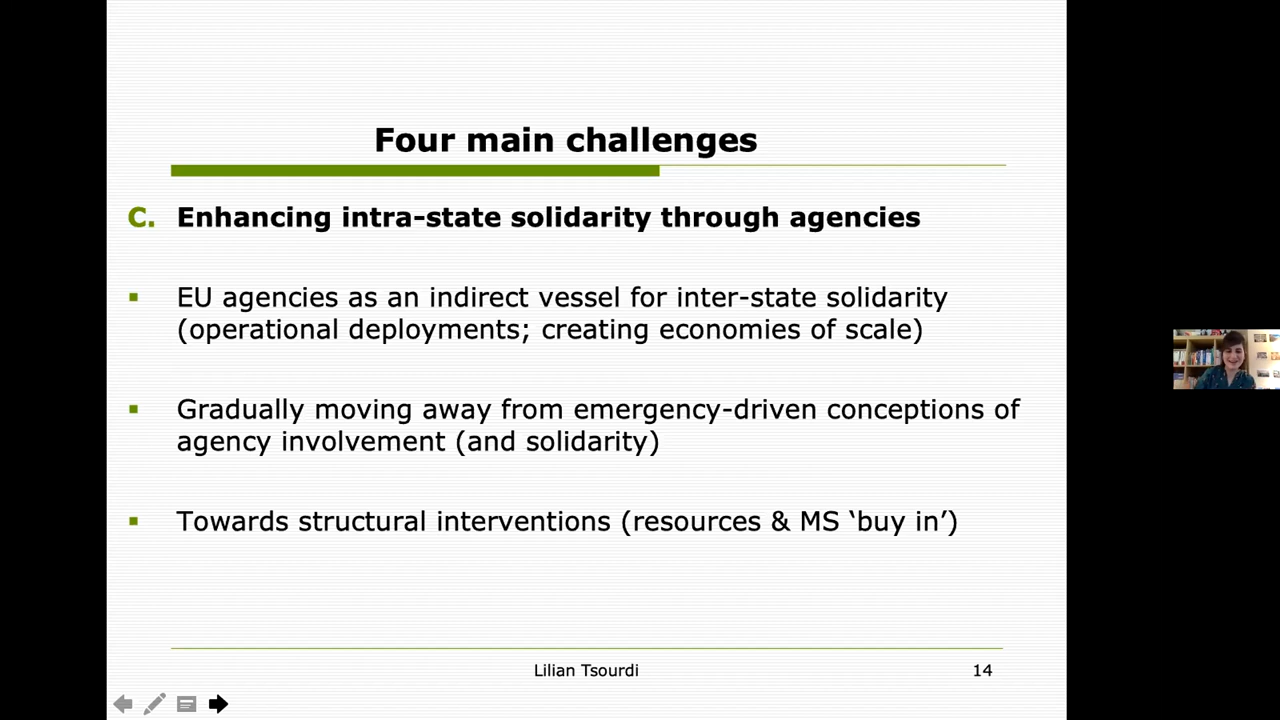 Four main challenges
C. Enhancing intra-state solidarity through agencies
▪ EU agencies as an indirect vessel for inter-state solidarity
(operational deployments; creating economies of scale)
▪ Gradually moving away from emergency-driven conceptions of
agency involvement (and solidarity)
▪ Towards structural interventions (resources & MS ‘buy in’)
Lilian Tsourdi 14